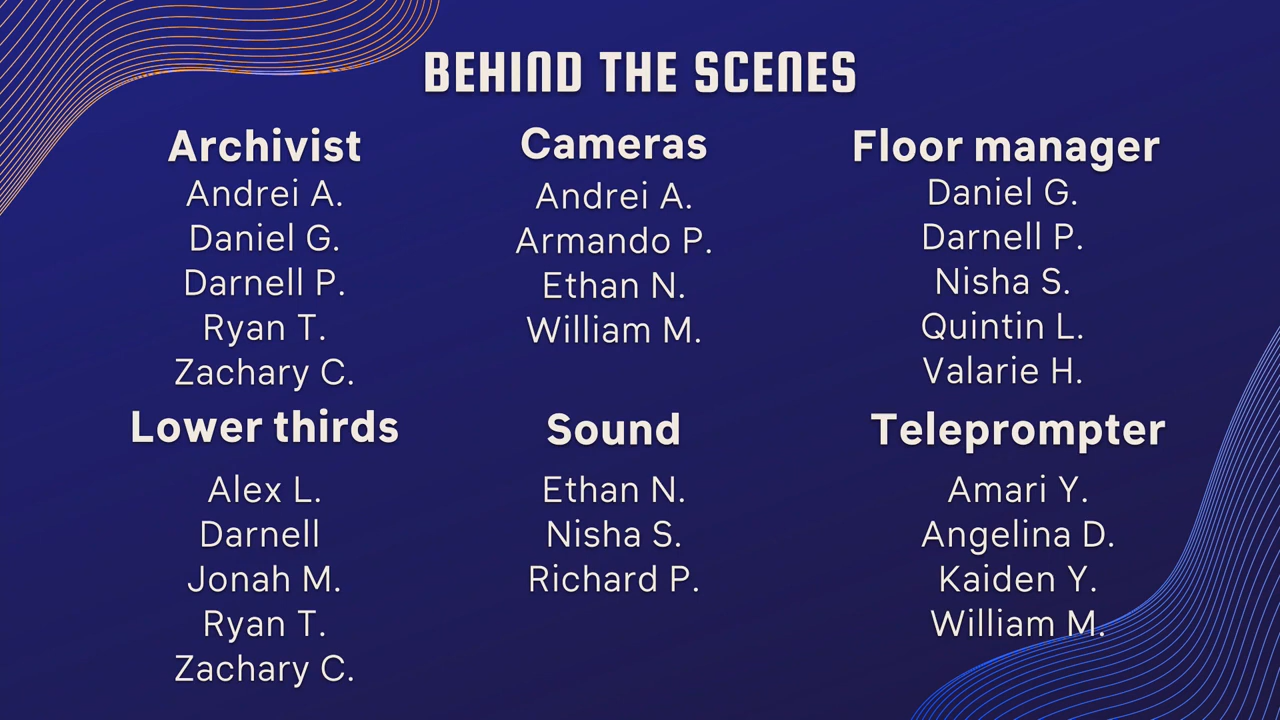 BEHIND THE SCENES
Archivist
Andrei A.
Daniel G.
Darnell P.
Ryan T.
Zachary C.
Cameras
Andrei A.
Armando P.
Ethan N.
William M.
Floor manager
Daniel G.
Darnell P.
Nisha S.
Quintin L.
Valarie H.
Lower thirds
Alex L.
Darnell
Jonah M.
Ryan T.
Zachary C.
Sound
Ethan N.
Nisha S.
Richard P.
Teleprompter
Amari Y.
Angelina D.
Kaiden Y.
William M.